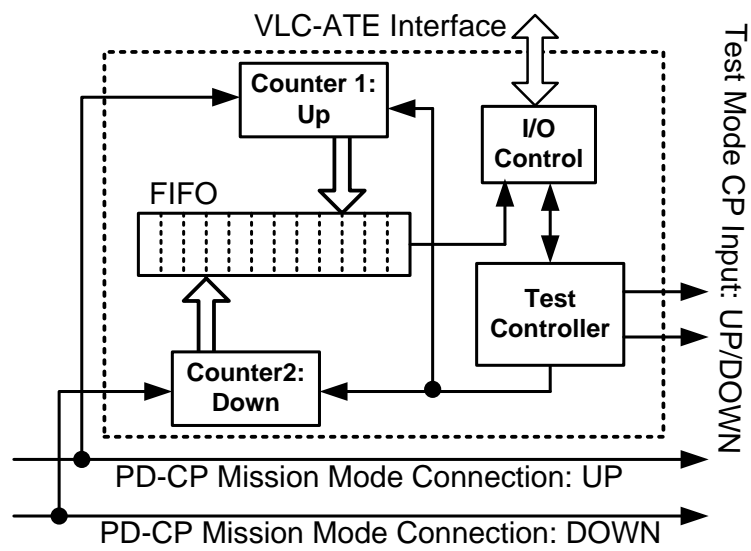 VLC-ATE Interface
Counter 1:
Up
I/O
Control
FIFO
Test
Controller
Counter2:
Down
PD-CP Mission Mode Connection: UP
PD-CP Mission Mode Connection: DOWN
Test Mode CP Input: UP/DOWN